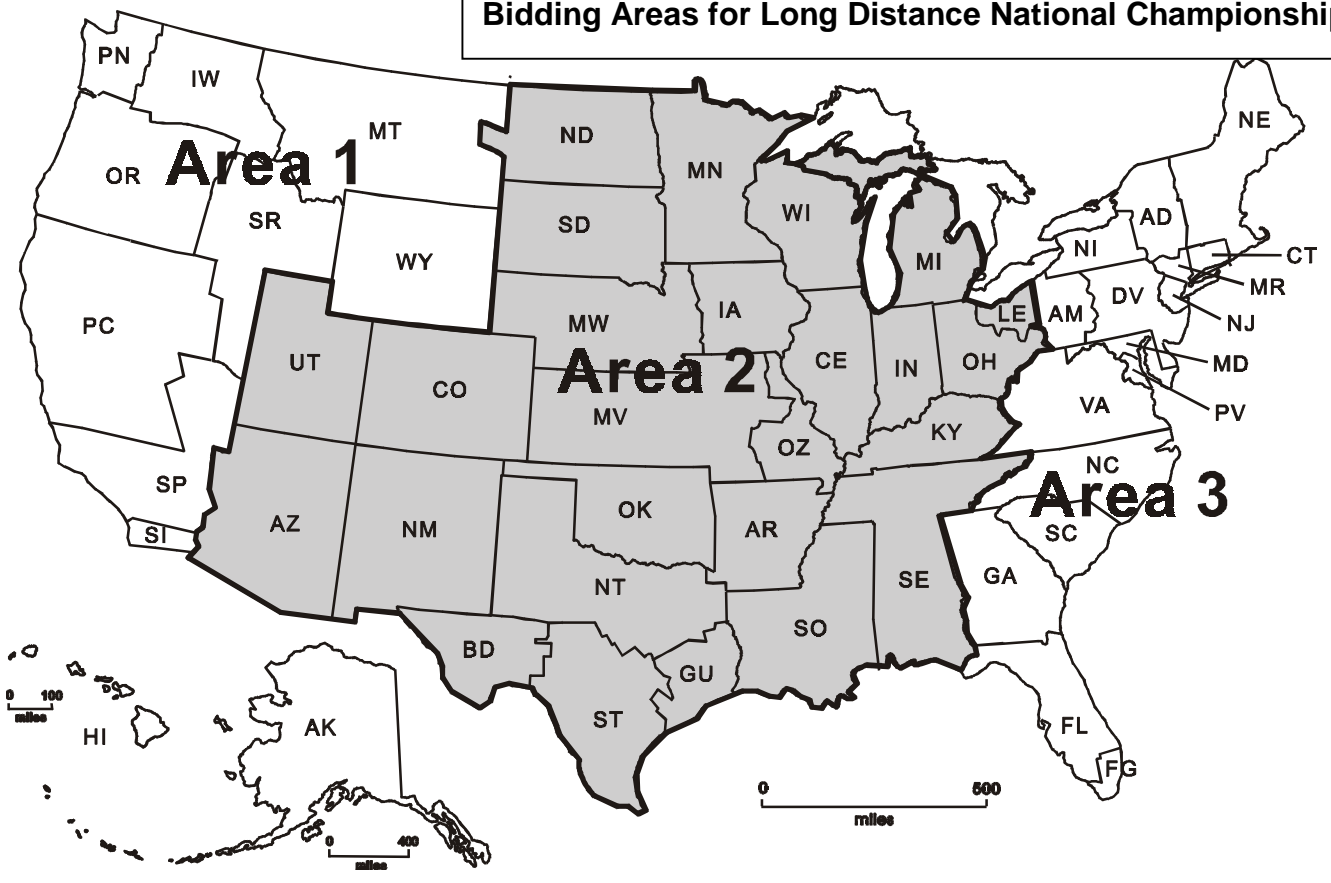 Bidding Areas for Long Distance National Championship
PN
IW
MT
ND
MN
NE
OR
Area 1
SR
SD
WI
AD
NI
CT
WY
MI
MR
PC
MW
IA
LE
AM
DV
NJ
UT
CO
Area 2
CE
IN
OH
MD
MV
VA
PV
OZ
KY
SP
NC
Area 3
SI
AZ
NM
OK
AR
SC
NT
SE
GA
SO
BD
GU
ST
FL
FG
HI
AK
0 100
miles
0 400
miles
0 500
miles